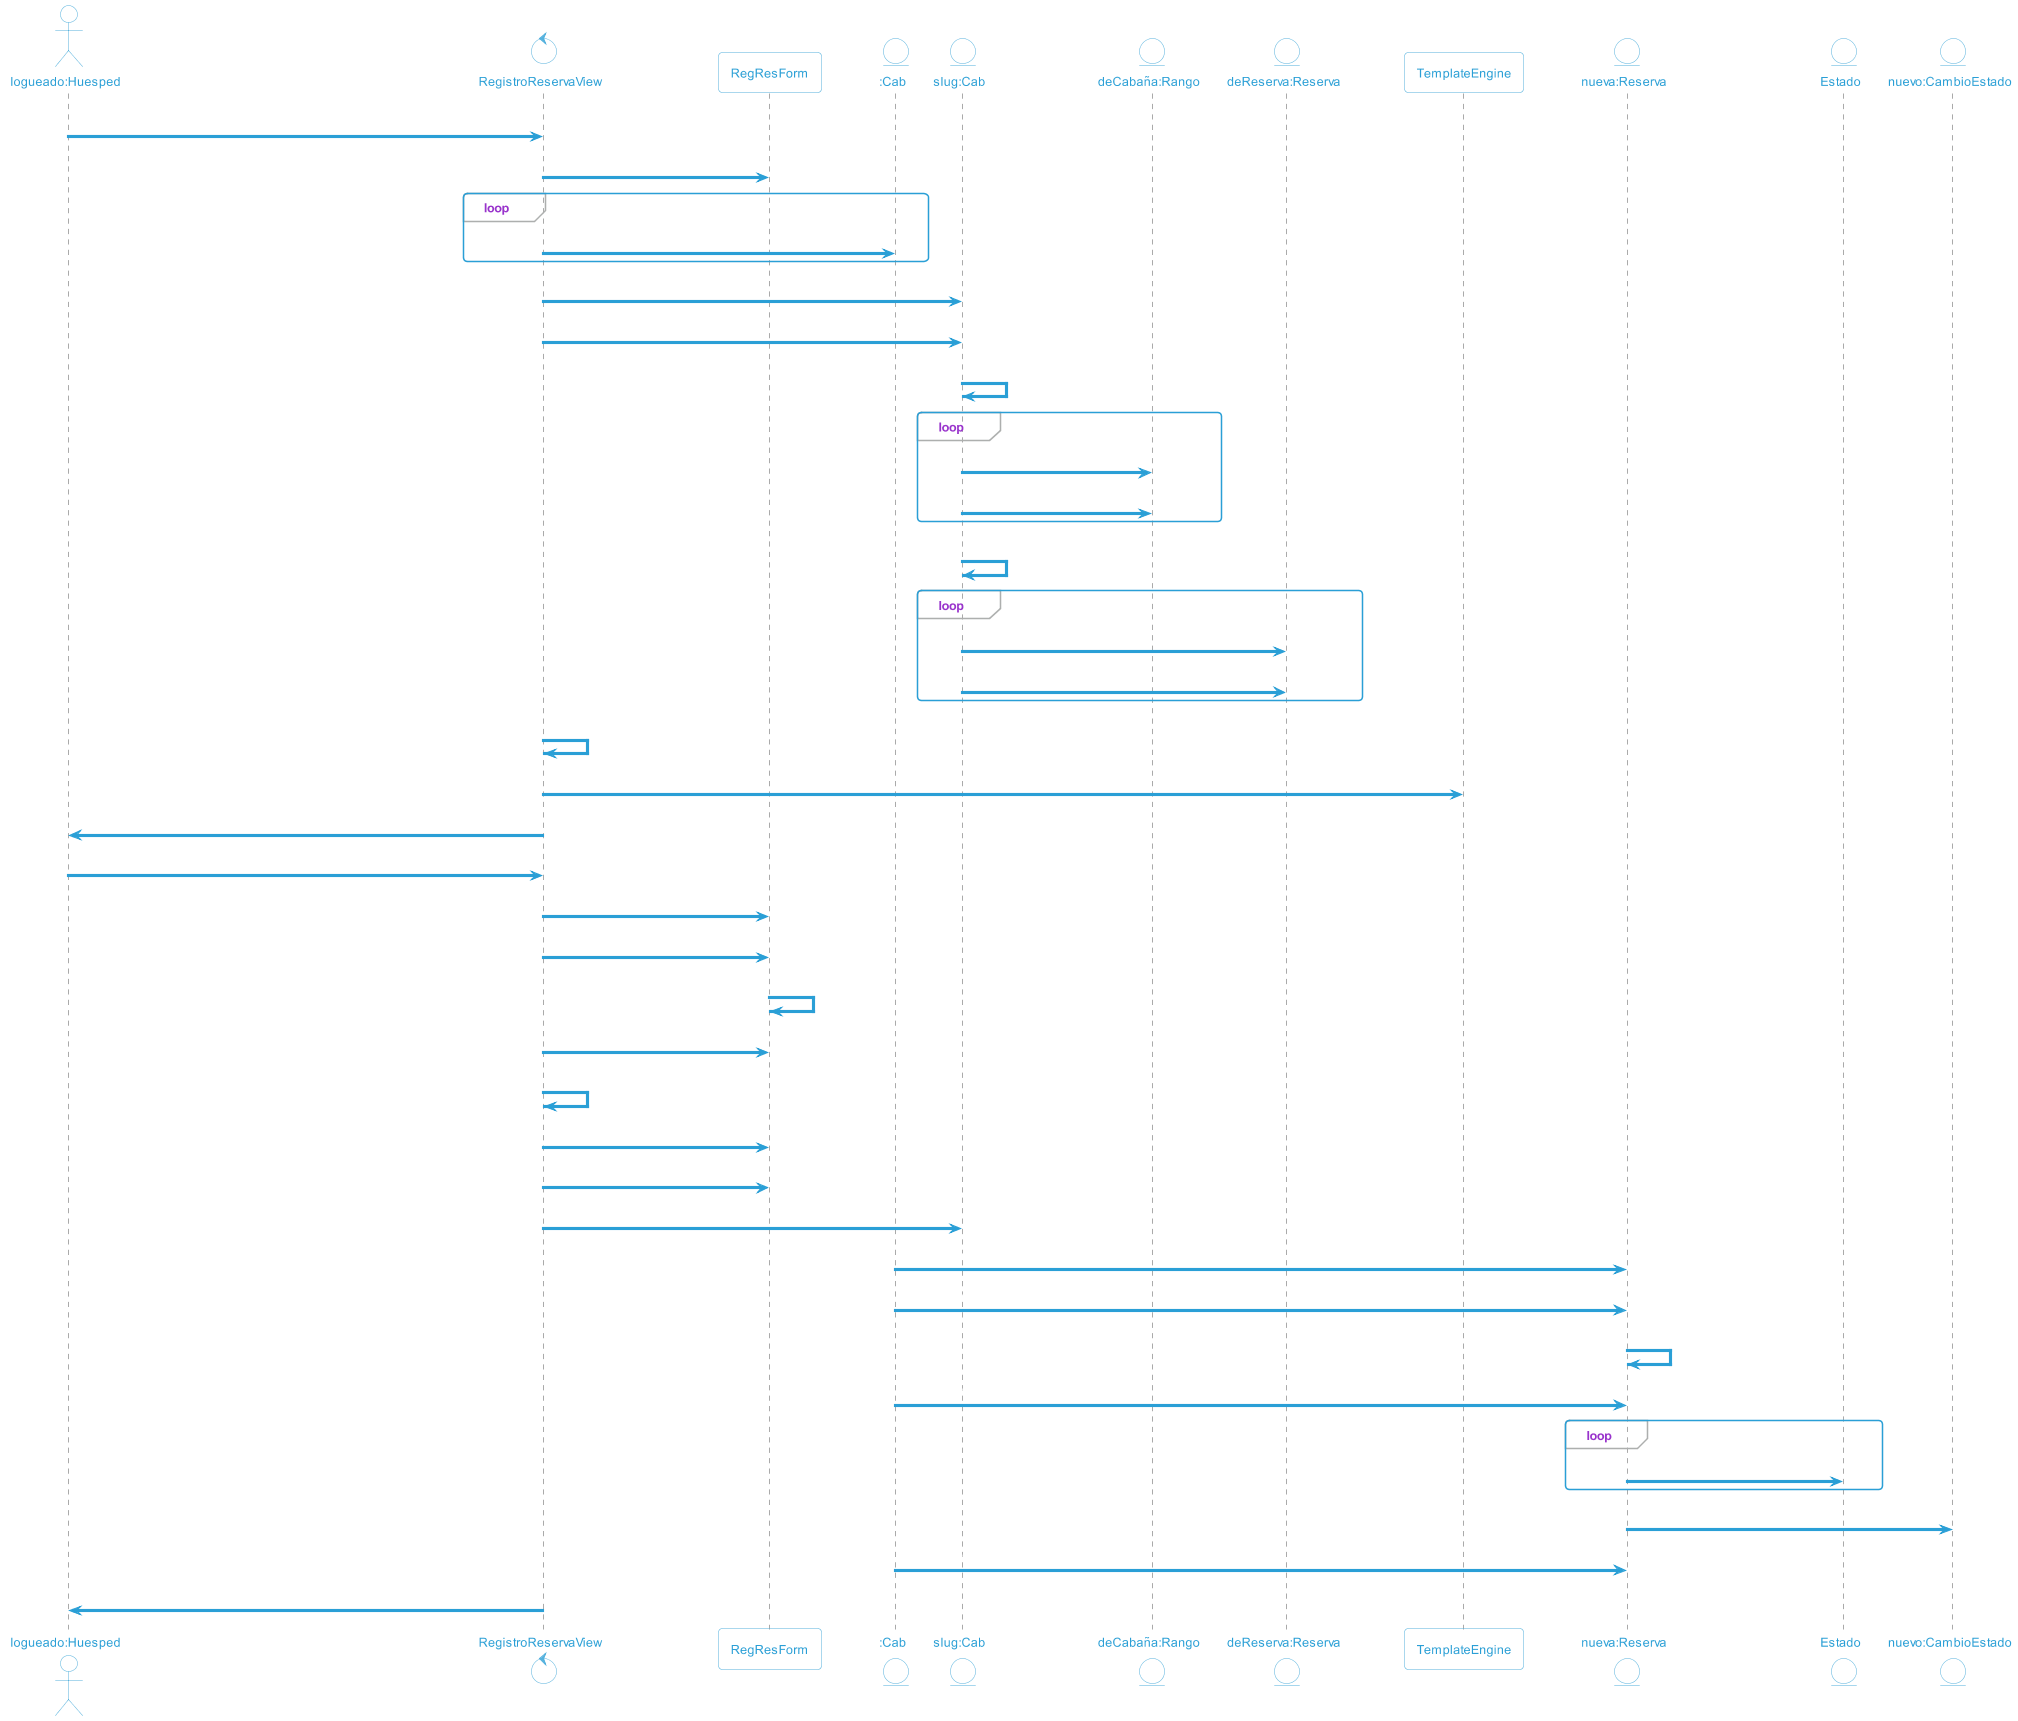 logueado:Huesped
RegistroReservaView
RegResForm
:Cab
slug:Cab
deCabaña:Rango
deReserva:Reserva
TemplateEngine
nueva:Reserva
Estado
nuevo:CambioEstado
loop
loop
loop
loop
logueado:Huesped
RegistroReservaView
RegResForm
:Cab
slug:Cab
deCabaña:Rango
deReserva:Reserva
TemplateEngine
nueva:Reserva
Estado
nuevo:CambioEstado